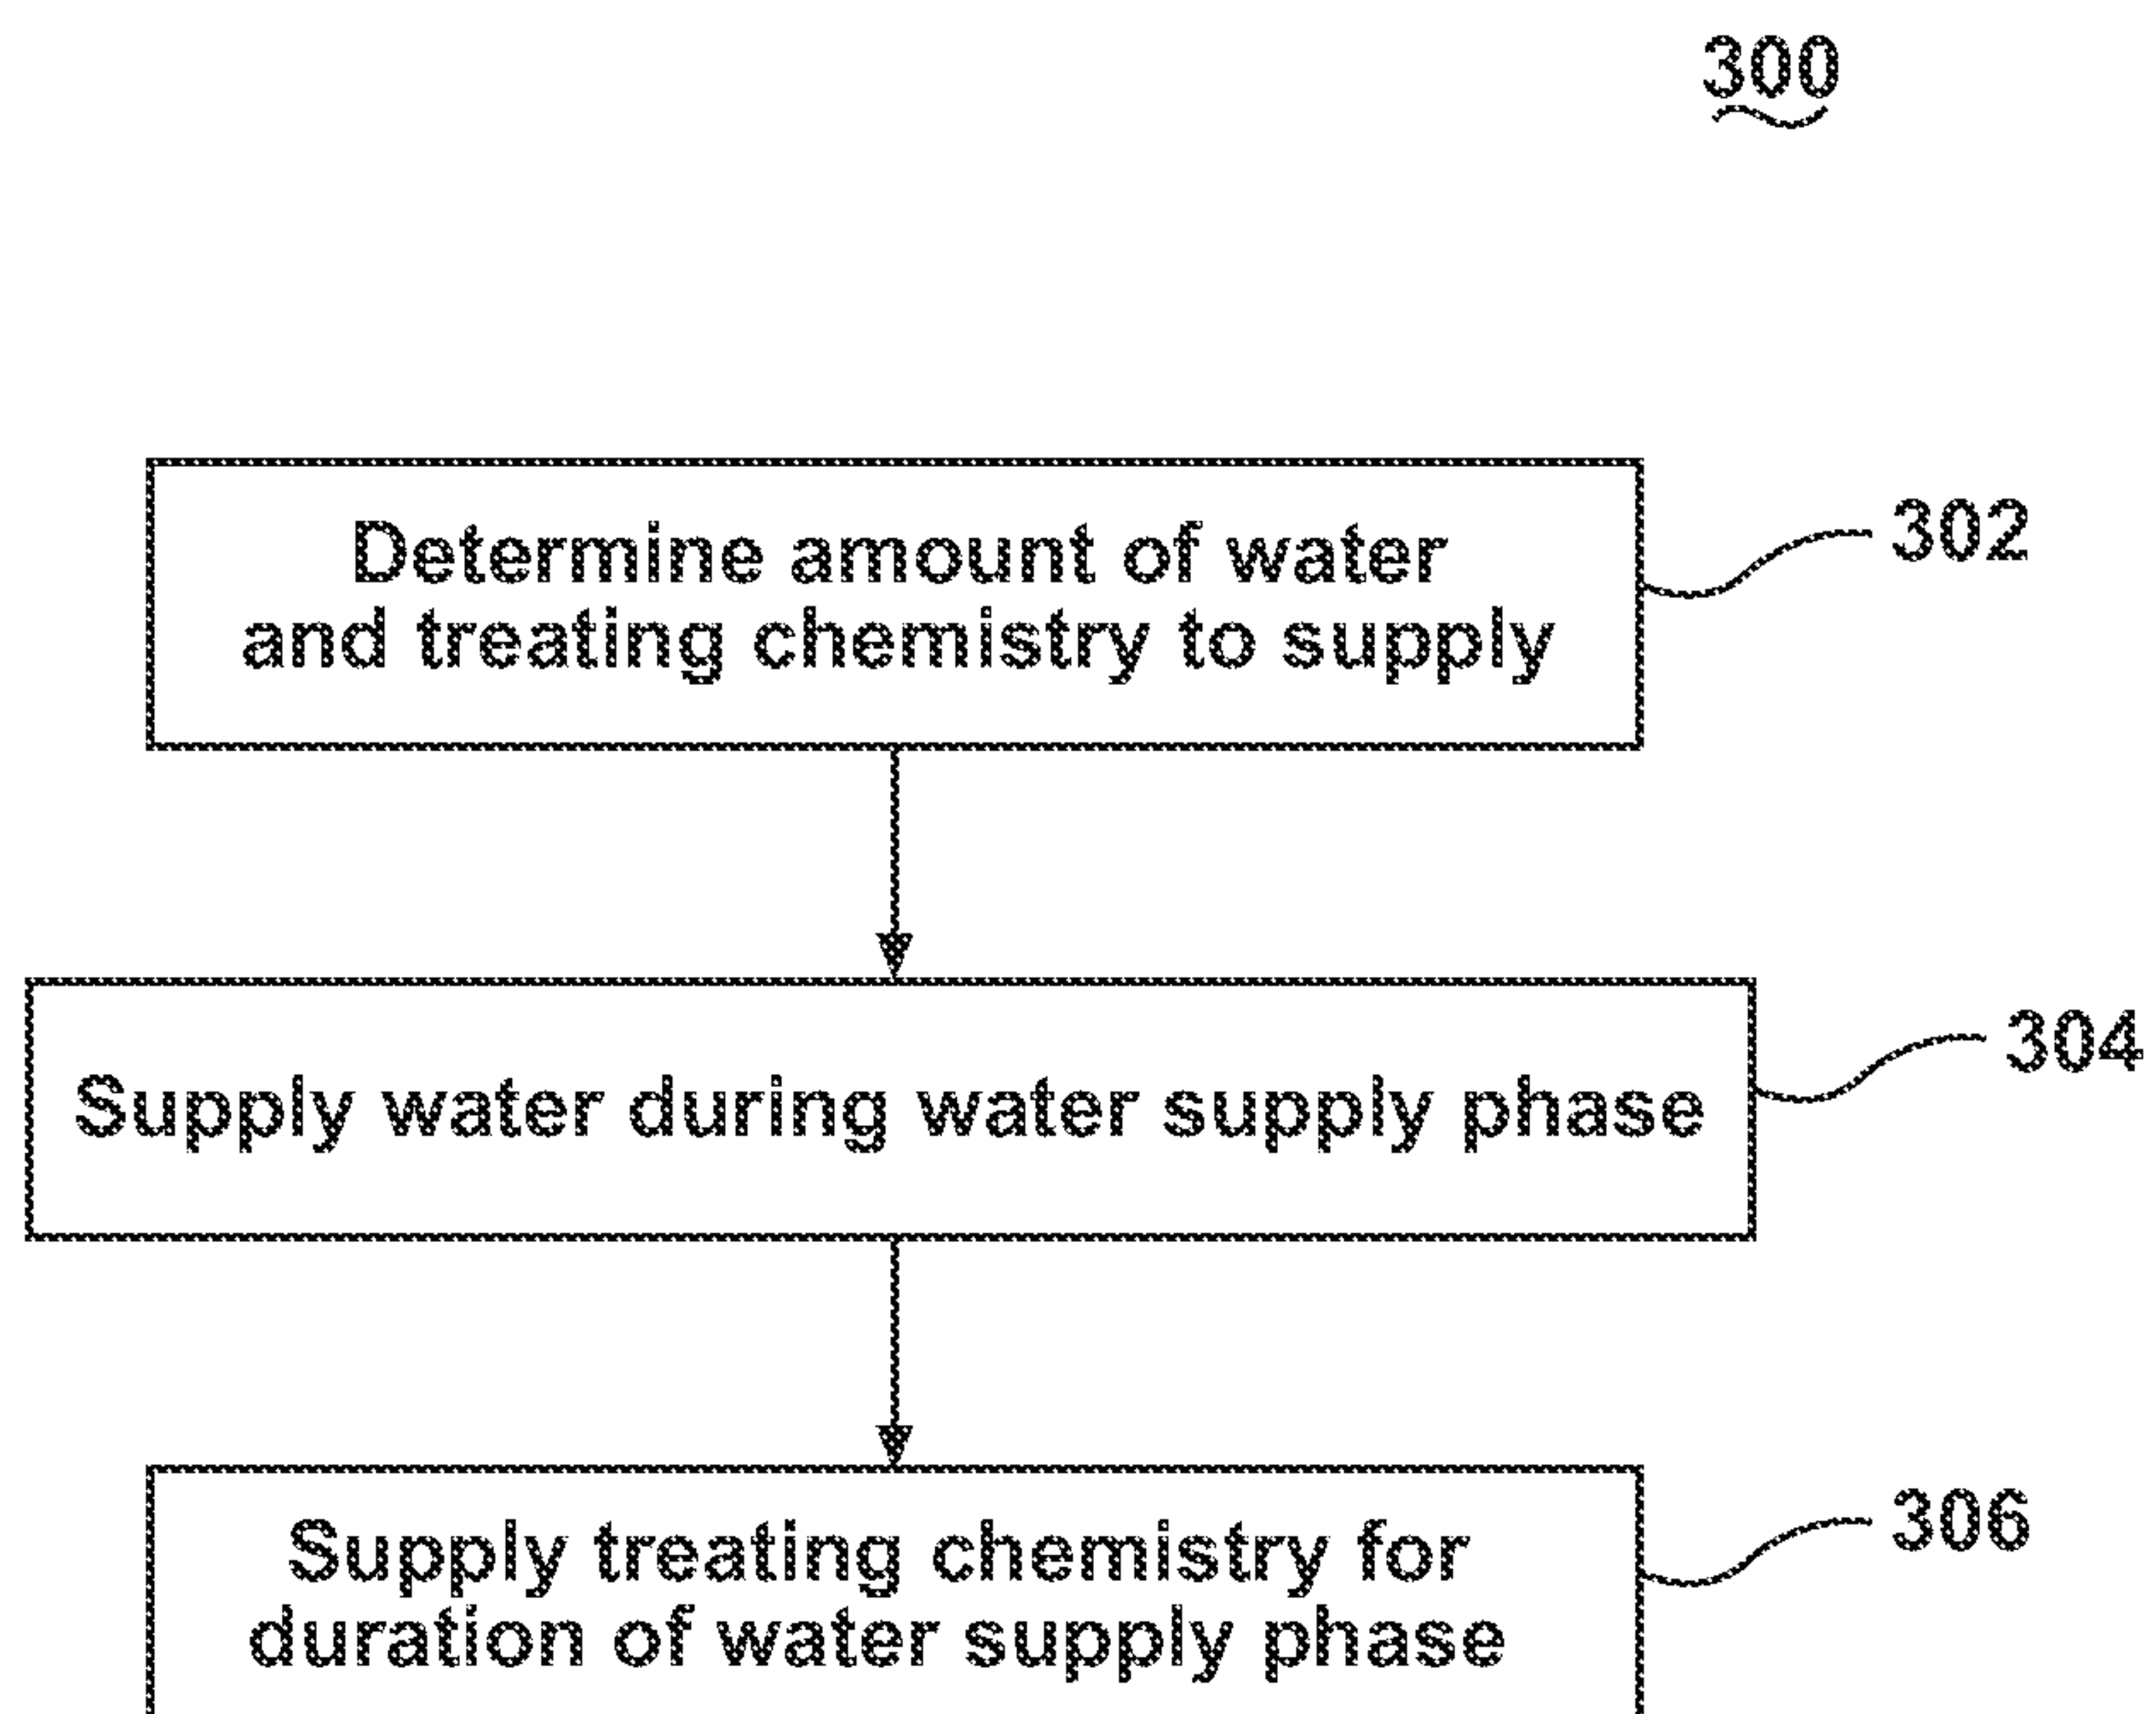 300
Determine amount of water
and treating chemistry to supply
302
Supply water during water supply phase
304
Supply treating chemistry for
duration of water supply phase
306